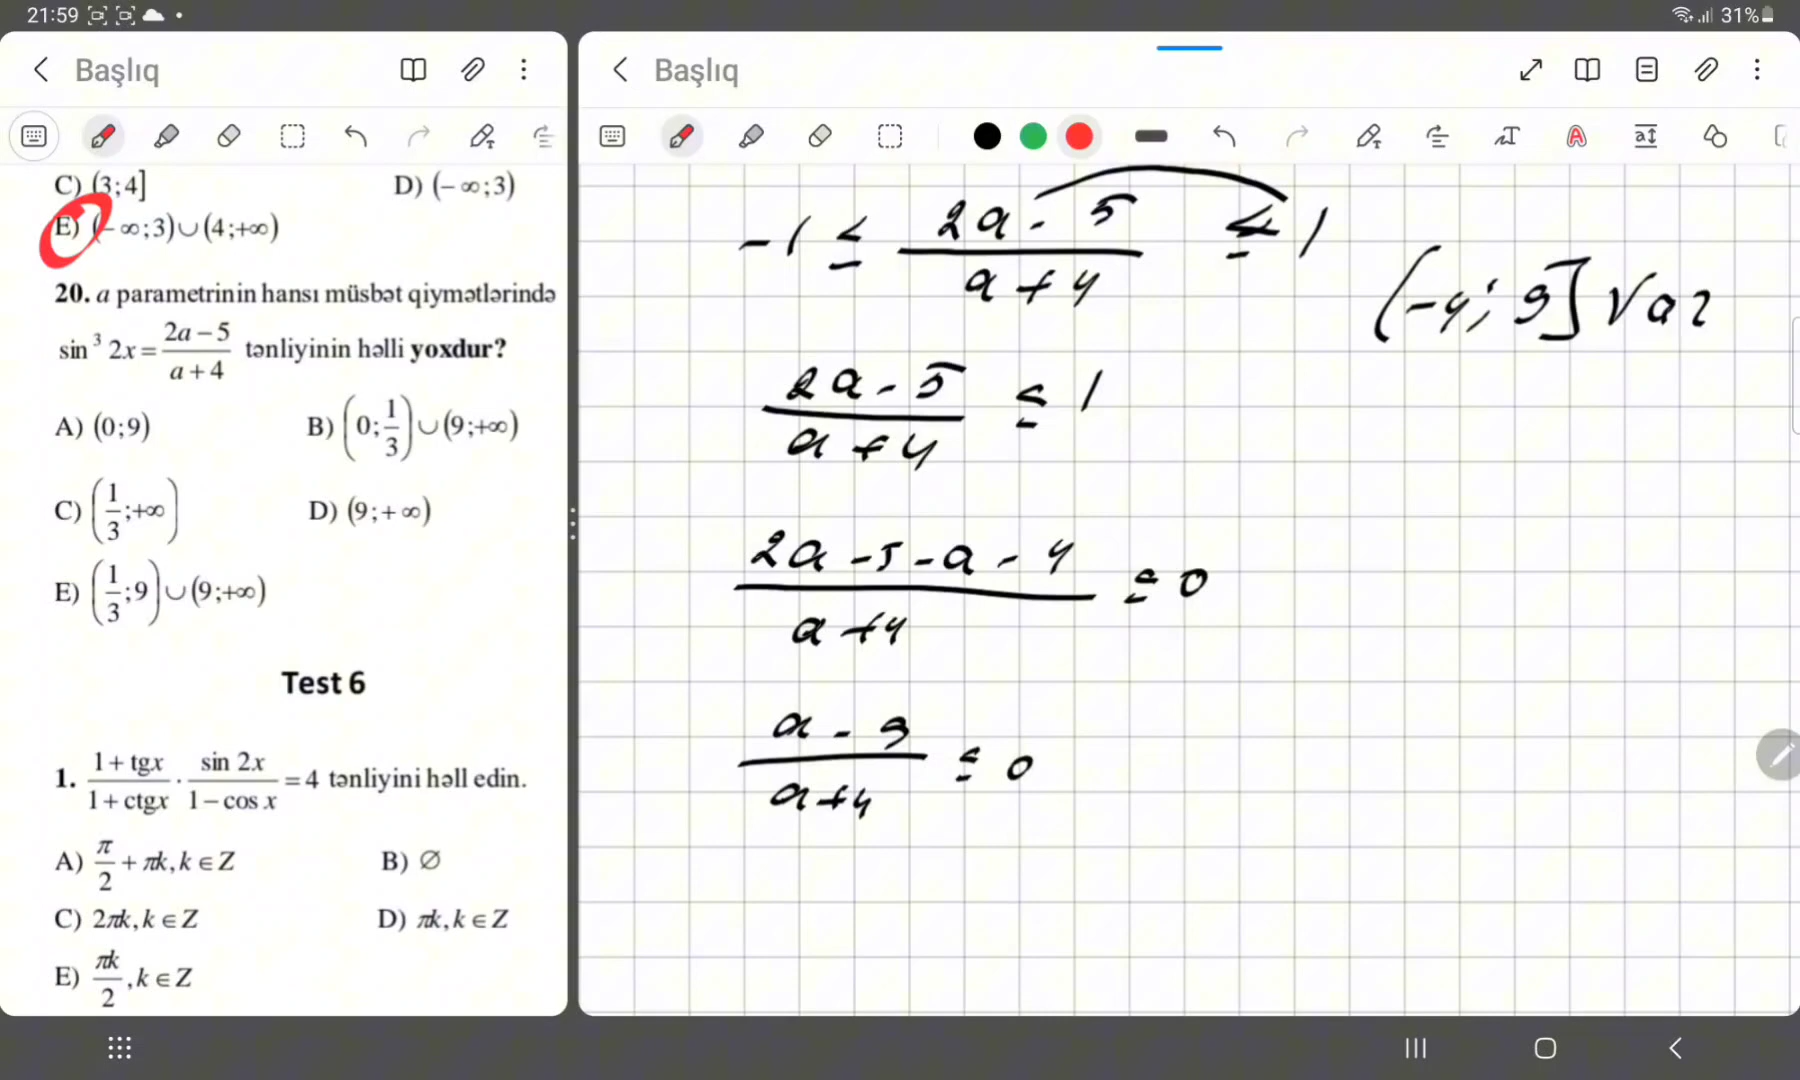 21:59
31%
Başlıq
C) (3;4]
D) (−∞;3)
E) (−∞;3)∪(4;+∞)
20. a parametrinin hansı müsbət qiymətlərində
sin³ 2x = (2a−5)/(a+4) tənliyinin həlli yoxdur?
A) (0;9)
B) (0;1/3)∪(9;+∞)
C) (1/3;+∞)
D) (9;+∞)
E) (1/3;9)∪(9;+∞)
Test 6
1. (1+tgx)/(1+ctgx) · (sin 2x)/(1−cos x) = 4 tənliyini həll edin.
A) π/2 + πk, k∈Z
B) ∅
C) 2πk, k∈Z
D) πk, k∈Z
E) πk/2, k∈Z
Başlıq
-1 ≤ (2a-5)/(a+4) ≤ 1
(-4; 9] var
(2a-5)/(a+4) ≤ 1
(2a-5-a-4)/(a+4) ≤ 0
(a-9)/(a+4) ≤ 0